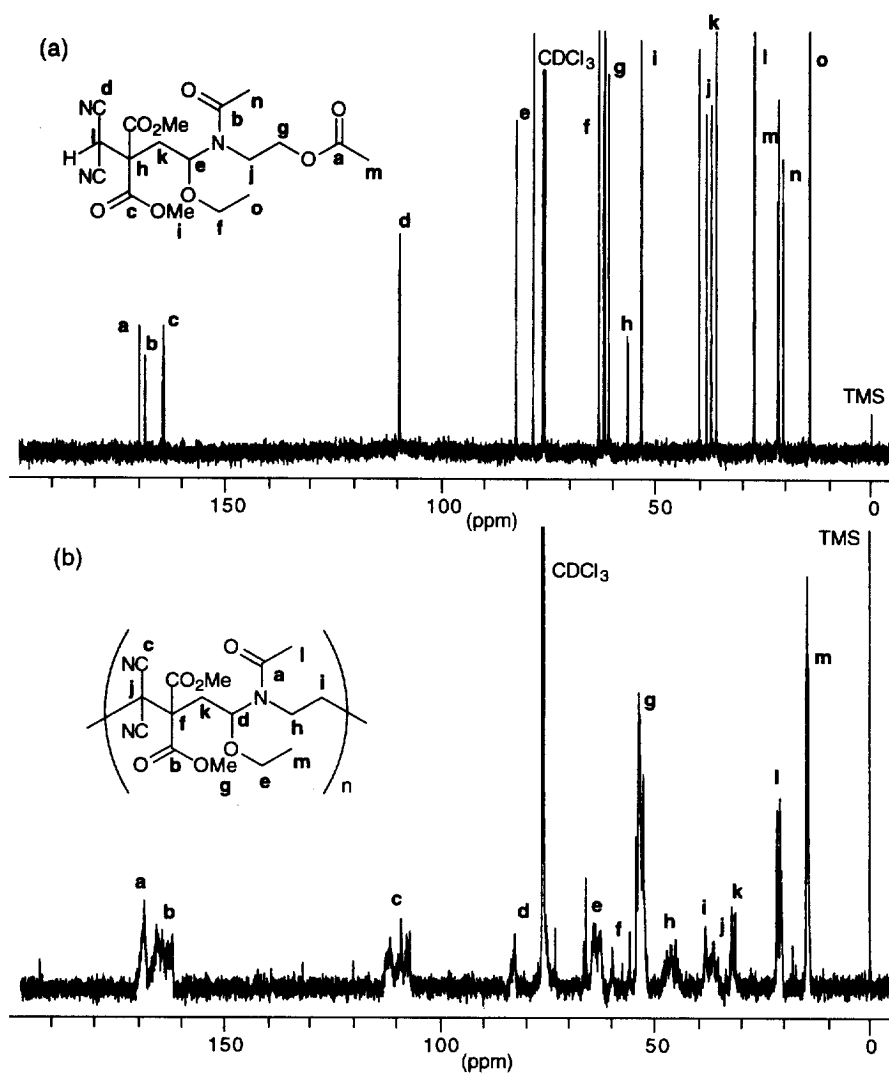 (a)
d
NC
CO₂Me
O
n
b
N
g
O
H
k
e
O
a
NC
h
j
m
O
c
OMe
i
O
f
o
a
b
c
d
e
CDCl₃
f
g
h
i
j
k
l
m
n
o
TMS
150
100
50
0
(ppm)
(b)
c
NC
CO₂Me
O
l
a
N
i
j
k
d
h
NC
f
O
m
O
b
OMe
g
e
n
a
b
c
d
CDCl₃
e
f
g
h
i
j
k
l
m
TMS
150
100
50
0
(ppm)